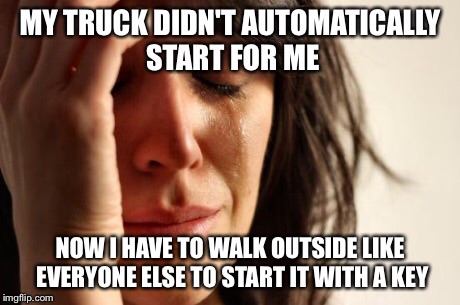 MY TRUCK DIDN'T AUTOMATICALLY
START FOR ME
NOW I HAVE TO WALK OUTSIDE LIKE
EVERYONE ELSE TO START IT WITH A KEY
imgflip.com